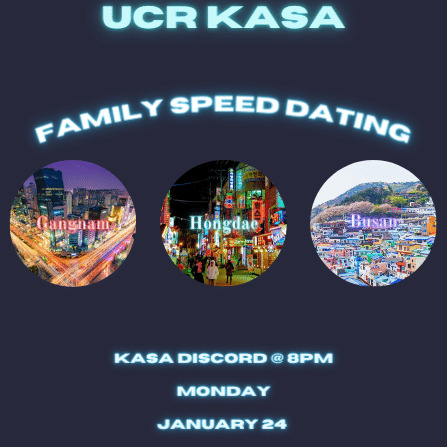 UCR KASA
FAMILY SPEED DATING
Gangnam
Hongdae
Busan
KASA DISCORD @ 8PM
MONDAY
JANUARY 24